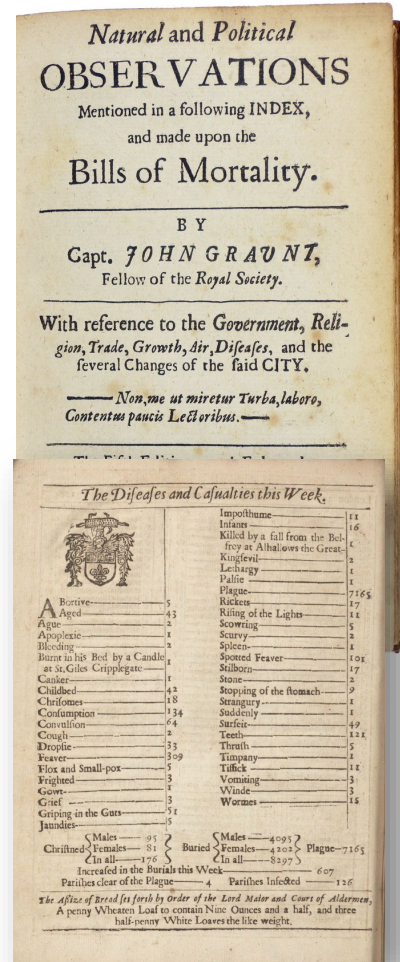 Natural and Political
OBSERVATIONS
Mentioned in a following INDEX,
and made upon the
Bills of Mortality.
BY
Capt. JOHN GRAUNT,
Fellow of the Royal Society.
With reference to the Government, Reli-
gion, Trade, Growth, Air, Diſeaſes, and the
ſeveral Changes of the ſaid CITY.
Non, me ut miretur Turba, laboro,
Contentus paucis Lectoribus.
The Diſeaſes and Caſualties this Week.
ABortive 5
Aged 43
Ague 2
Apoplexie 1
Bleeding 2
Burnt in his Bed by a Candle
at St. Giles Cripplegate 1
Canker 1
Childbed 42
Chriſomes 18
Conſumption 134
Convulſion 64
Cough 2
Dropſie 33
Feaver 309
Flox and Small-pox 5
Frighted 3
Gowt 1
Grief 3
Griping in the Guts 51
Jaundies 5
Impoſthume 11
Infants 16
Killed by a fall from the Bel-
frey at Alhallows the Great 1
Kingſevil 2
Lethargy 1
Palſie 1
Plague 7165
Rickets 17
Riſing of the Lights 11
Scowring 5
Scurvy 2
Spleen 1
Spotted Feaver 101
Stilborn 17
Stone 2
Stopping of the ſtomach 9
Strangury 1
Suddenly 1
Surfeit 49
Teeth 121
Thruſh 5
Timpany 1
Tiſſick 11
Vomiting 3
Winde 3
Wormes 15
Males 95
Chriſtned Females 81
In all 176
Males 4095
Buried Females 4202 Plague 7165
In all 8297
Increaſed in the Burials this Week 607
Pariſhes clear of the Plague 4 Pariſhes Infected 126
The Aſſize of Bread ſet forth by Order of the Lord Maior and Court of Aldermen,
A penny Wheaten Loaf to contain Nine Ounces and a half, and three
half-penny White Loaves the like weight.